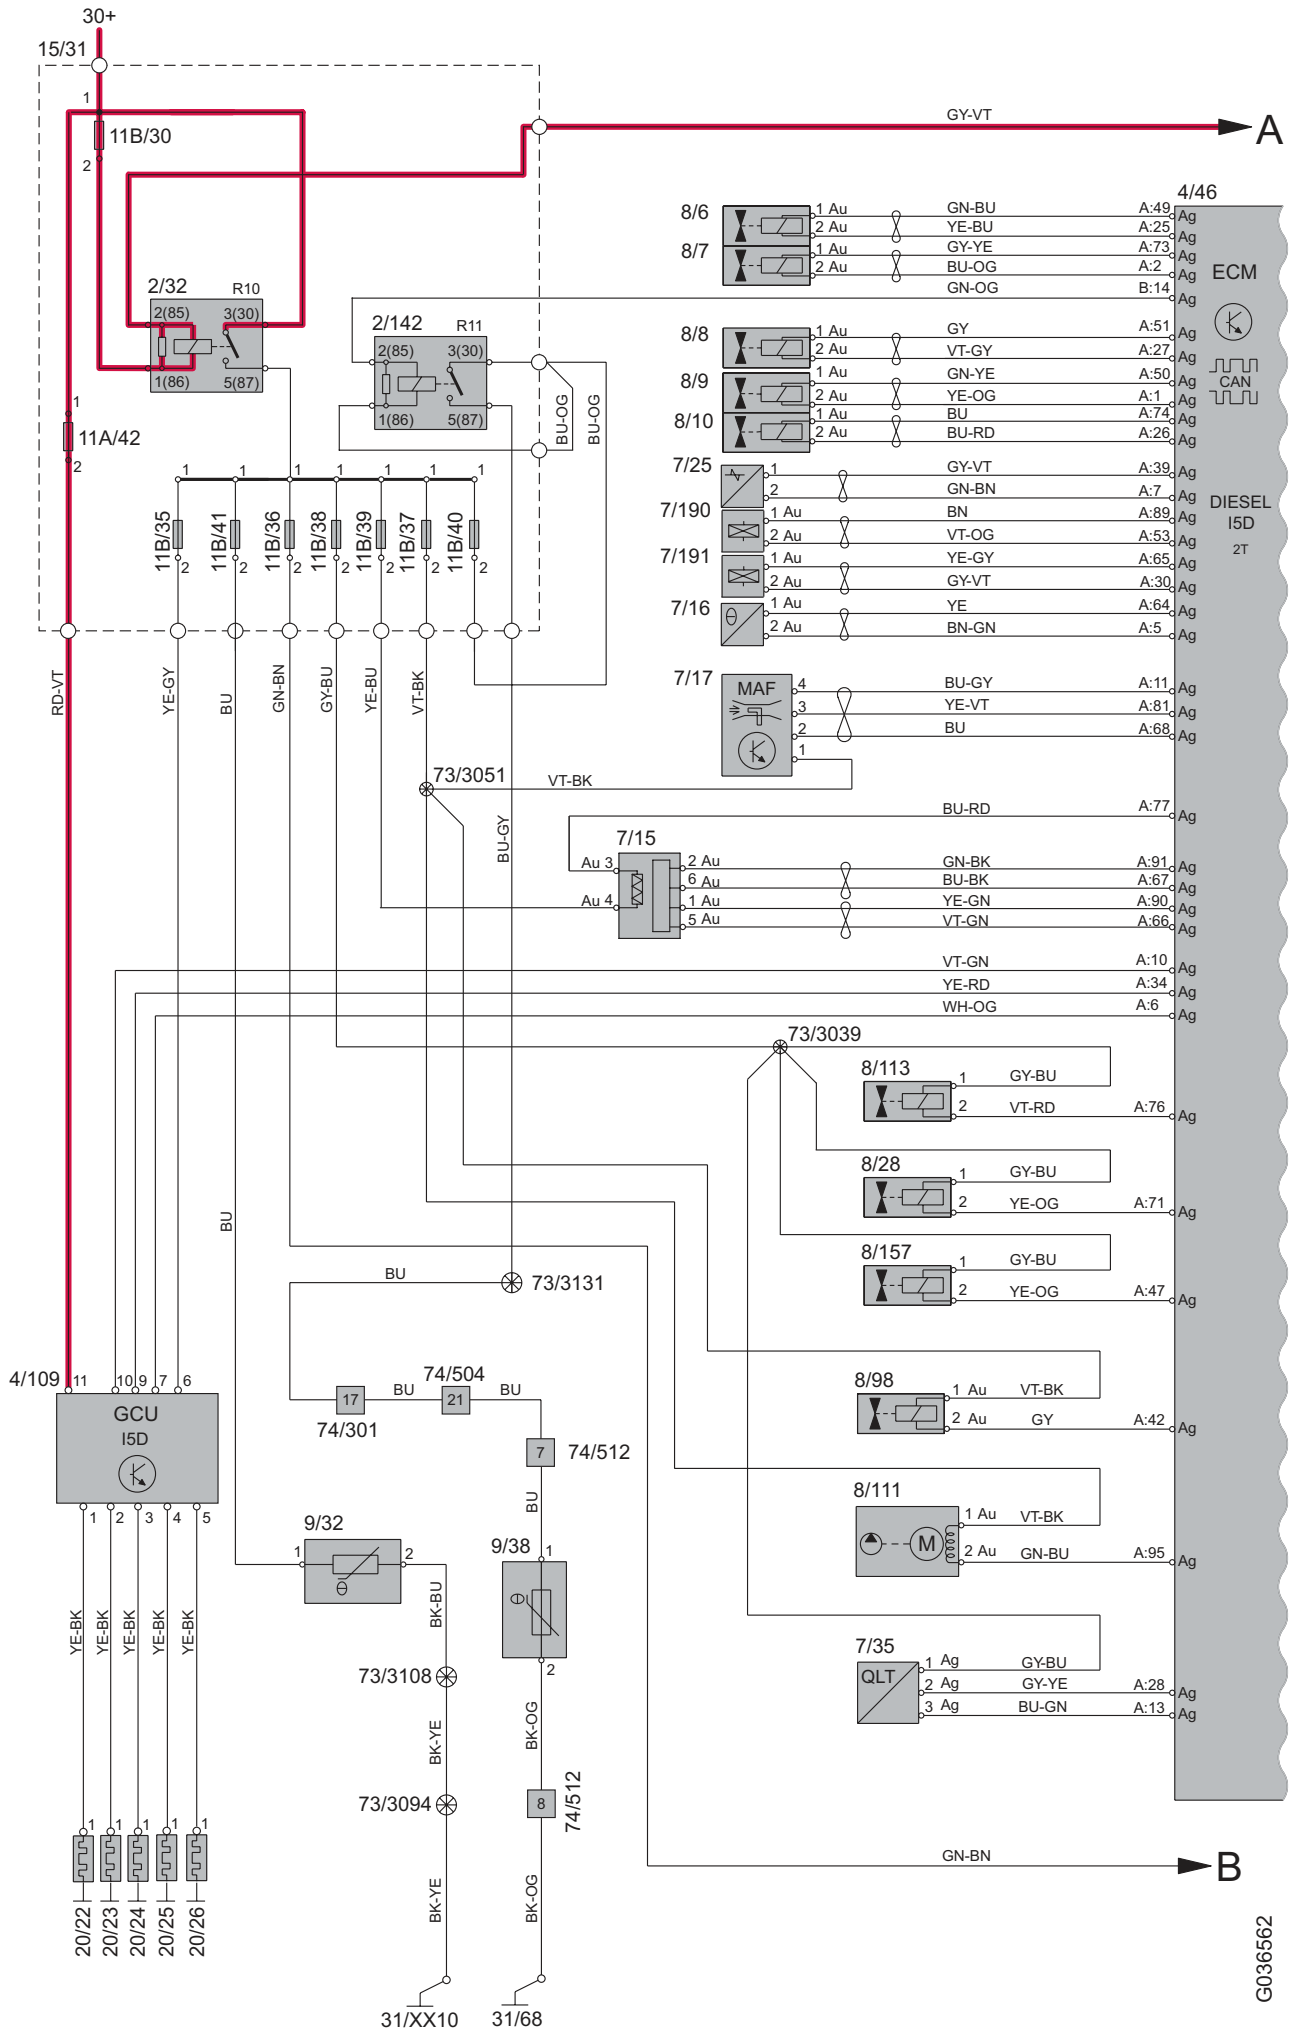 30+
15/31
1
11B/30
2
GY-VT
A
4/46
8/6
1 Au
GN-BU
A:49
Ag
2 Au
YE-BU
A:25
Ag
8/7
1 Au
GY-YE
A:73
Ag
2 Au
BU-OG
A:2
Ag
ECM
GN-OG
B:14
Ag
2/32
R10
2(85)
3(30)
1(86)
5(87)
2/142
R11
2(85)
3(30)
1(86)
5(87)
BU-OG
BU-OG
8/8
1 Au
GY
A:51
Ag
2 Au
VT-GY
A:27
Ag
8/9
1 Au
GN-YE
A:50
Ag
2 Au
YE-OG
A:1
Ag
CAN
8/10
1 Au
BU
A:74
Ag
2 Au
BU-RD
A:26
Ag
1
11A/42
2
7/25
1
GY-VT
A:39
Ag
2
GN-BN
A:7
Ag
DIESEL
I5D
2T
7/190
1 Au
BN
A:89
Ag
2 Au
VT-OG
A:53
Ag
7/191
1 Au
YE-GY
A:65
Ag
2 Au
GY-VT
A:30
Ag
7/16
1 Au
YE
A:64
Ag
2 Au
BN-GN
A:5
Ag
1 1 1 1 1 1 1
11B/35
11B/41
11B/36
11B/38
11B/39
11B/37
11B/40
2 2 2 2 2 2 2
RD-VT
YE-GY
BU
GN-BN
GY-BU
YE-BU
VT-BK
7/17
MAF
4
BU-GY
A:11
Ag
3
YE-VT
A:81
Ag
2
BU
A:68
Ag
1
73/3051
VT-BK
BU-GY
BU-RD
A:77
Ag
7/15
Au 3
Au 4
2 Au
GN-BK
A:91
Ag
6 Au
BU-BK
A:67
Ag
1 Au
YE-GN
A:90
Ag
5 Au
VT-GN
A:66
Ag
VT-GN
A:10
Ag
YE-RD
A:34
Ag
WH-OG
A:6
Ag
73/3039
8/113
1
GY-BU
2
VT-RD
A:76
Ag
8/28
1
GY-BU
2
YE-OG
A:71
Ag
BU
8/157
1
GY-BU
2
YE-OG
A:47
Ag
BU
73/3131
4/109
11
10
9
7
6
GCU
I5D
1
2
3
4
5
17
74/301
BU
74/504
21
BU
7
74/512
BU
8/98
1 Au
VT-BK
2 Au
GY
A:42
Ag
8/111
M
1 Au
VT-BK
2 Au
GN-BU
A:95
Ag
9/32
1
2
θ
BK-BU
9/38
1
θ
2
YE-BK
YE-BK
YE-BK
YE-BK
YE-BK
7/35
QLT
1 Ag
GY-BU
2 Ag
GY-YE
A:28
Ag
3 Ag
BU-GN
A:13
Ag
73/3108
BK-YE
BK-OG
73/3094
8
74/512
1 1 1 1 1
20/22
20/23
20/24
20/25
20/26
BK-YE
BK-OG
GN-BN
B
31/XX10
31/68
G036562